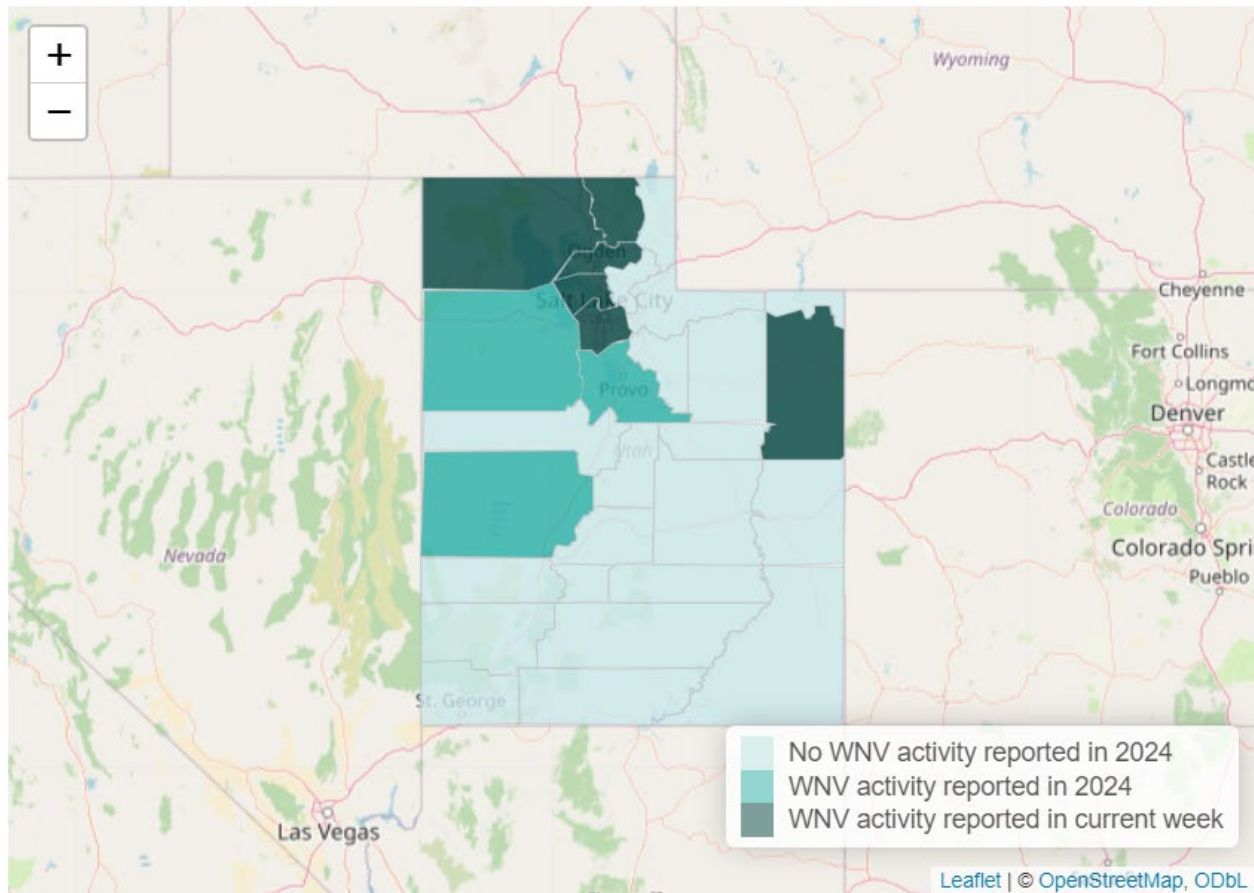 +
−
Wyoming
Ogden
Salt Lake City
Cheyenne
Fort Collins
Longmo
Provo
Denver
Utah
Castle
Rock
Colorado
Nevada
Colorado Spri
Pueblo
St. George
No WNV activity reported in 2024
WNV activity reported in 2024
WNV activity reported in current week
Las Vegas
Leaflet | © OpenStreetMap, ODbL